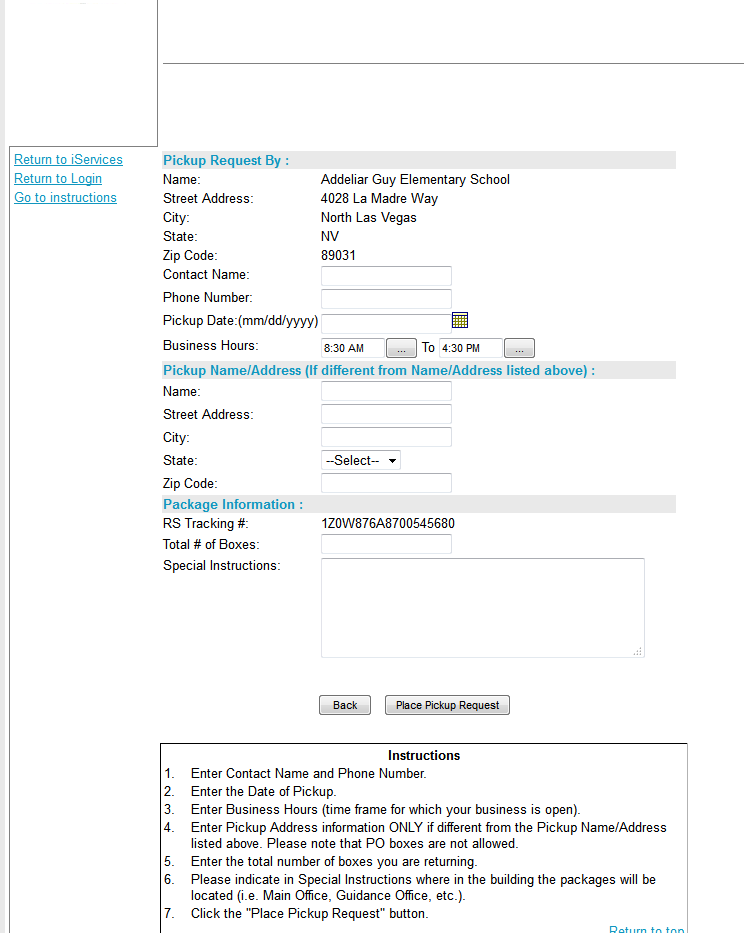 Return to iServices
Return to Login
Go to instructions
Pickup Request By :
Name: Addeliar Guy Elementary School
Street Address: 4028 La Madre Way
City: North Las Vegas
State: NV
Zip Code: 89031
Contact Name:
Phone Number:
Pickup Date:(mm/dd/yyyy)
Business Hours: 8:30 AM ... To 4:30 PM ...
Pickup Name/Address (If different from Name/Address listed above) :
Name:
Street Address:
City:
State: --Select--
Zip Code:
Package Information :
RS Tracking #: 1Z0W876A8700545680
Total # of Boxes:
Special Instructions:
Back Place Pickup Request
Instructions
1. Enter Contact Name and Phone Number.
2. Enter the Date of Pickup.
3. Enter Business Hours (time frame for which your business is open).
4. Enter Pickup Address information ONLY if different from the Pickup Name/Address
listed above. Please note that PO boxes are not allowed.
5. Enter the total number of boxes you are returning.
6. Please indicate in Special Instructions where in the building the packages will be
located (i.e. Main Office, Guidance Office, etc.).
7. Click the "Place Pickup Request" button.
Return to top